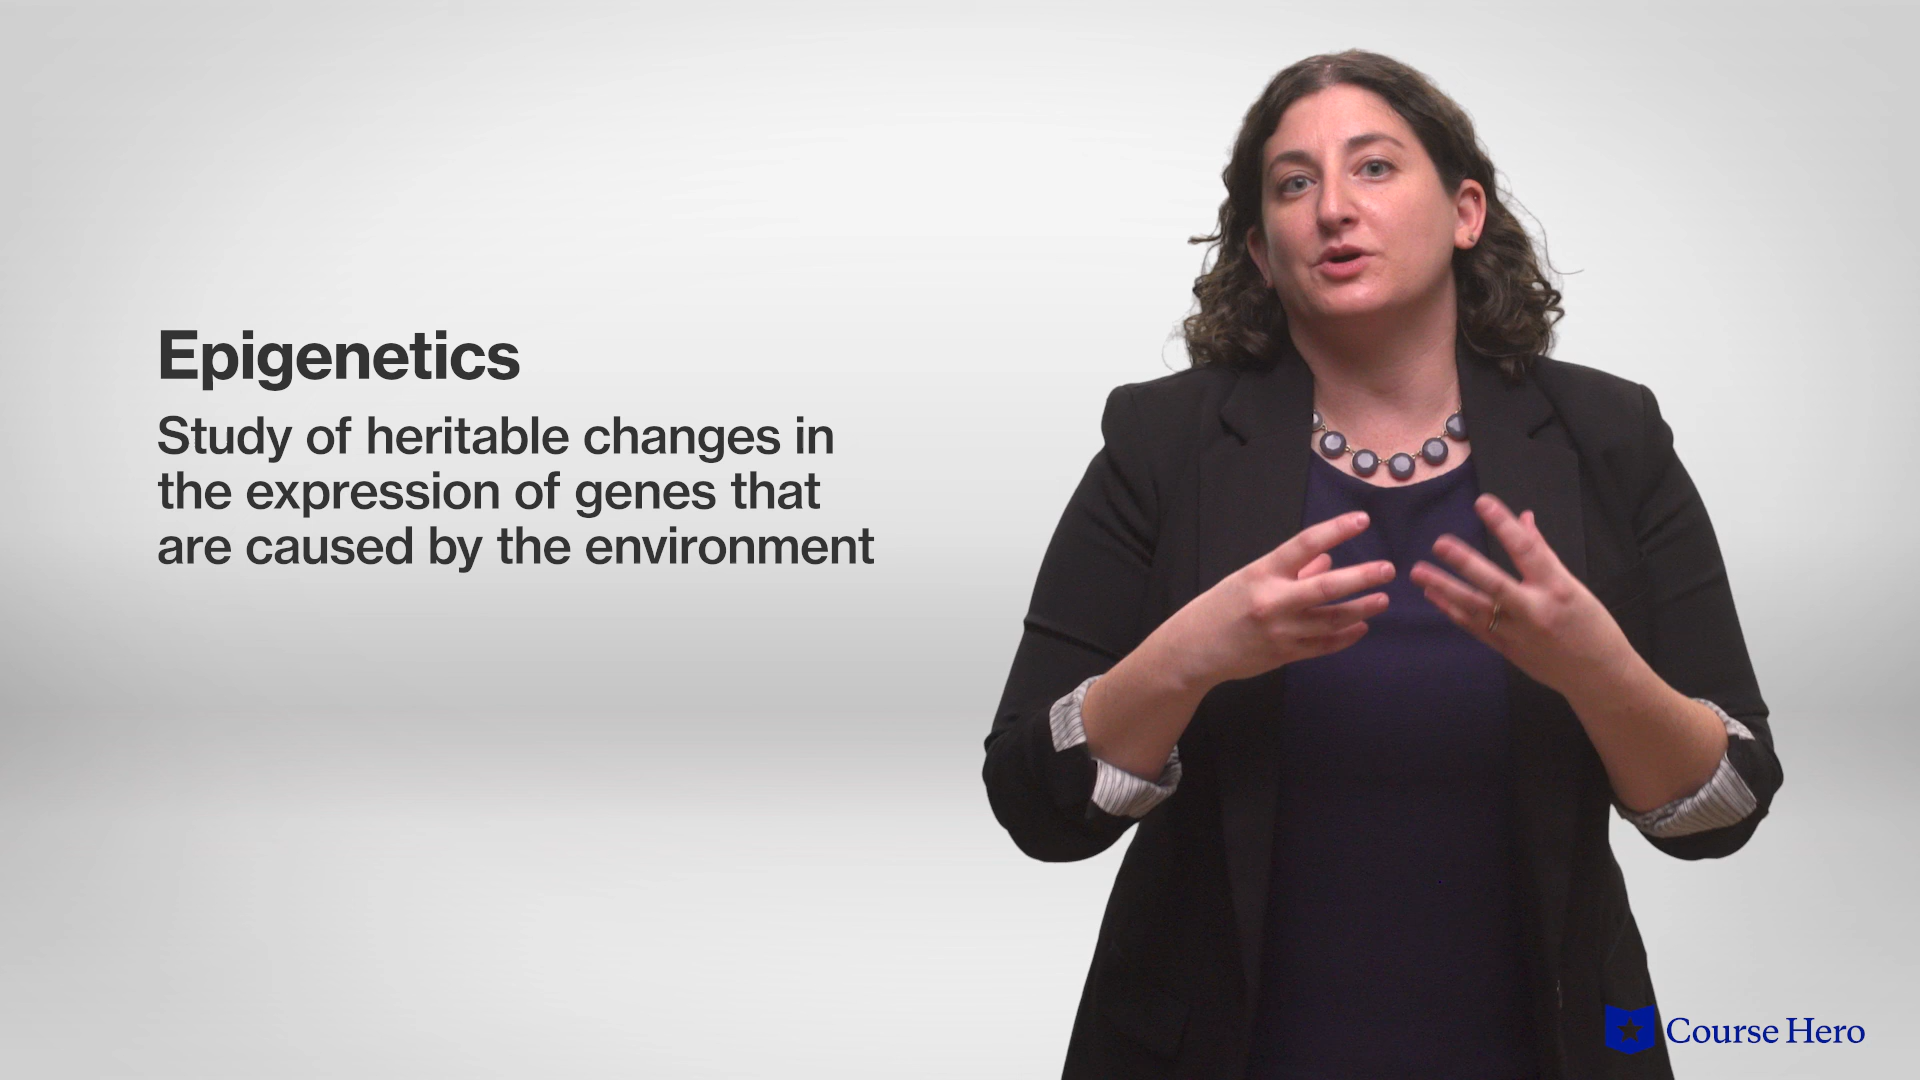 Epigenetics
Study of heritable changes in
the expression of genes that
are caused by the environment
Course Hero